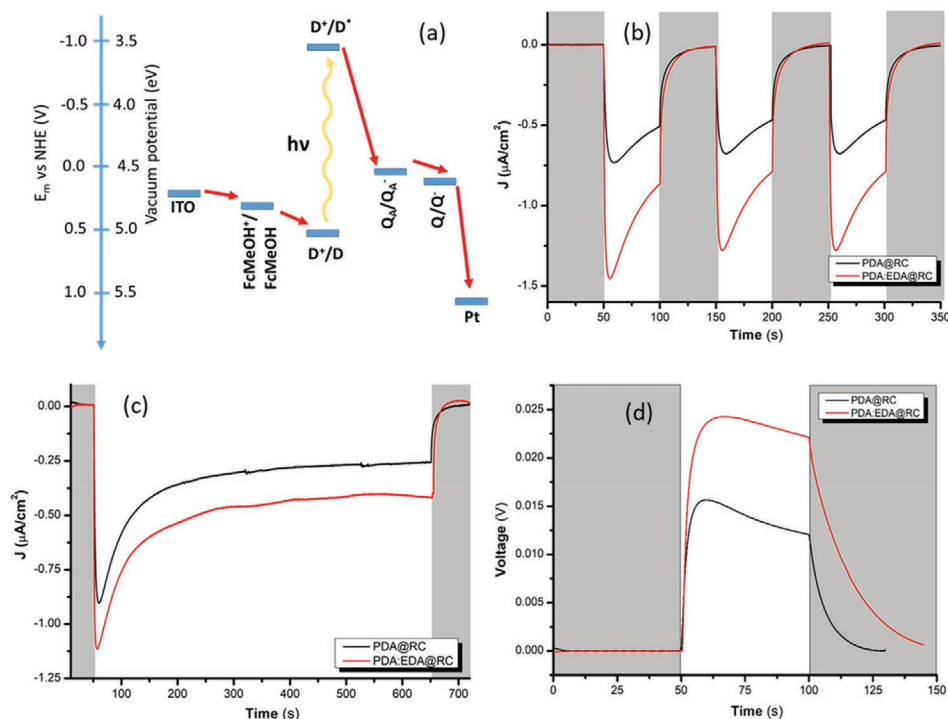 (a)
E_m vs NHE (V)
Vacuum potential (eV)
-1.0
-0.5
0.0
0.5
1.0
3.5
4.0
4.5
5.0
5.5
D⁺/D*
hν
ITO
FcMeOH⁺/
FcMeOH
D⁺/D
Q_A/Q_A⁻
Q/Q⁻
Pt
(b)
J (µA/cm²)
0.0
-0.5
-1.0
-1.5
PDA@RC
PDA:EDA@RC
0 50 100 150 200 250 300 350
Time (s)
(c)
J (µA/cm²)
0.00
-0.25
-0.50
-0.75
-1.00
-1.25
PDA@RC
PDA:EDA@RC
100 200 300 400 500 600 700
Time (s)
(d)
PDA@RC
PDA:EDA@RC
Voltage (V)
0.025
0.020
0.015
0.010
0.005
0.000
0 25 50 75 100 125 150
Time (s)